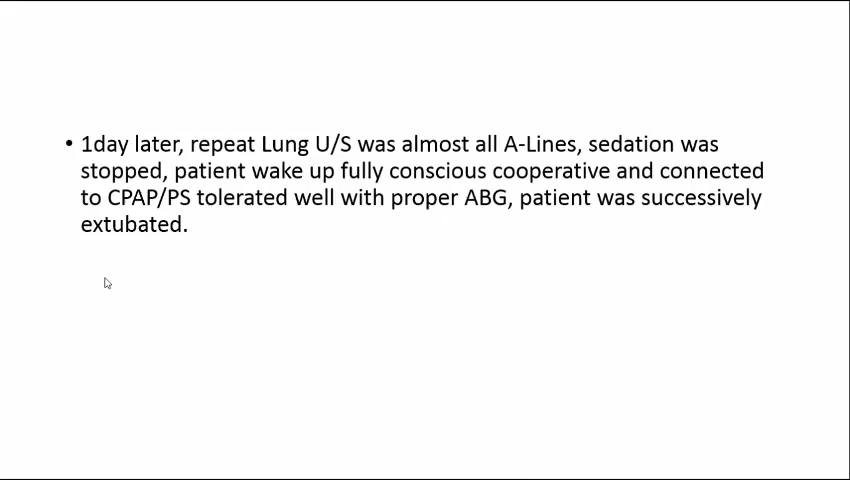 • 1day later, repeat Lung U/S was almost all A-Lines, sedation was
stopped, patient wake up fully conscious cooperative and connected
to CPAP/PS tolerated well with proper ABG, patient was successively
extubated.